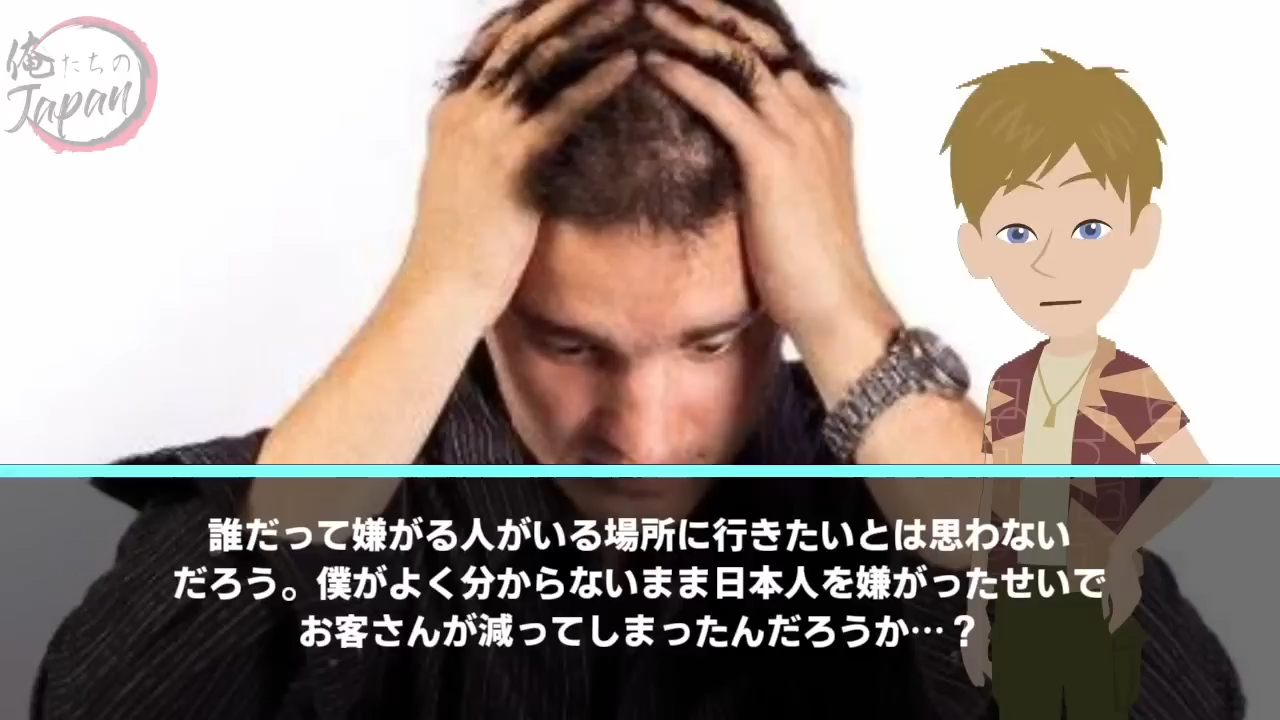 俺たちの
Japan
誰だって嫌がる人がいる場所に行きたいとは思わない
だろう。僕がよく分からないまま日本人を嫌がったせいで
お客さんが減ってしまったんだろうか…？